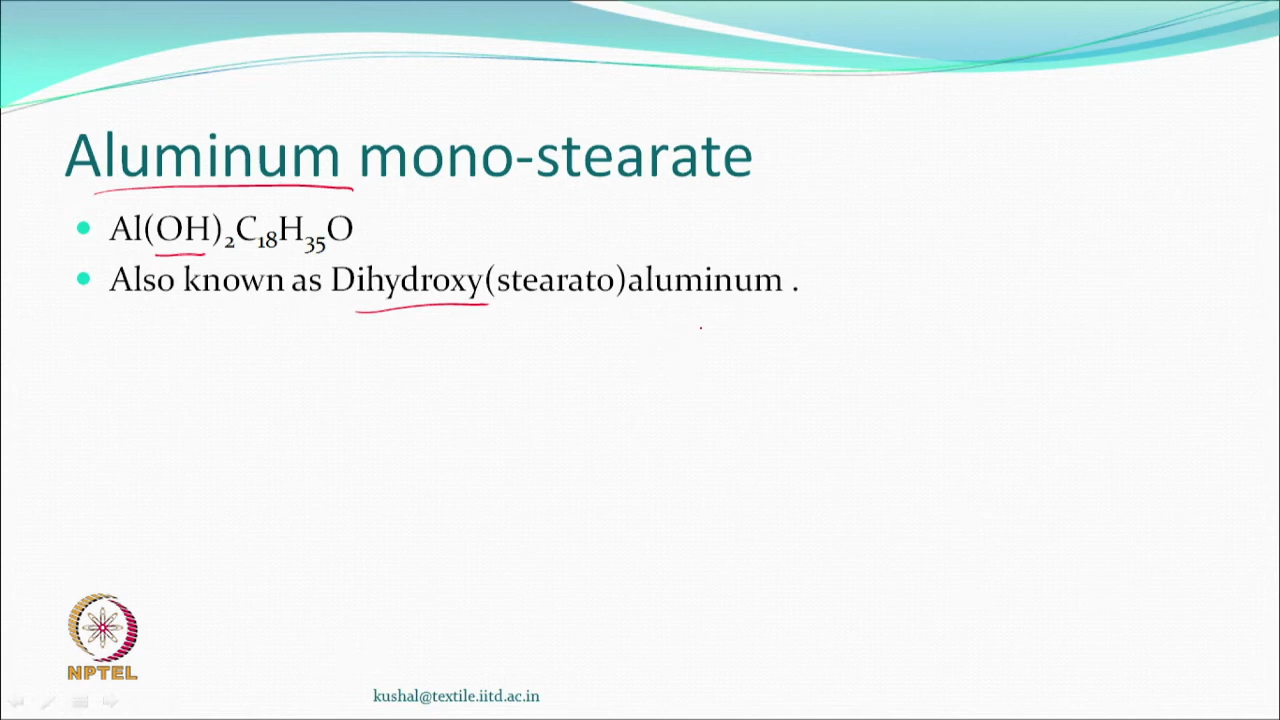 Aluminum mono-stearate
Al(OH)₂C₁₈H₃₅O
Also known as Dihydroxy(stearato)aluminum .
NPTEL
kushal@textile.iitd.ac.in